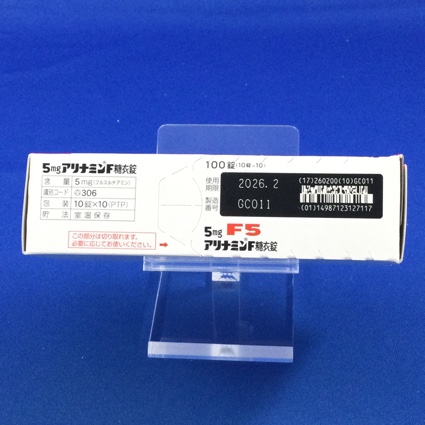 5mgアリナミンF糖衣錠
含量 5mg(フルスルチアミン)
識別コード 306
包装 10錠×10(PTP)
貯法 室温保存
この部分は切り取れます。
必要に応じてお使いください。
100錠(10錠×10)
使用期限 2026.2
製造番号 GC011
(17)260200(10)GC011
(01)14987123127117
5mg F5
アリナミンF糖衣錠